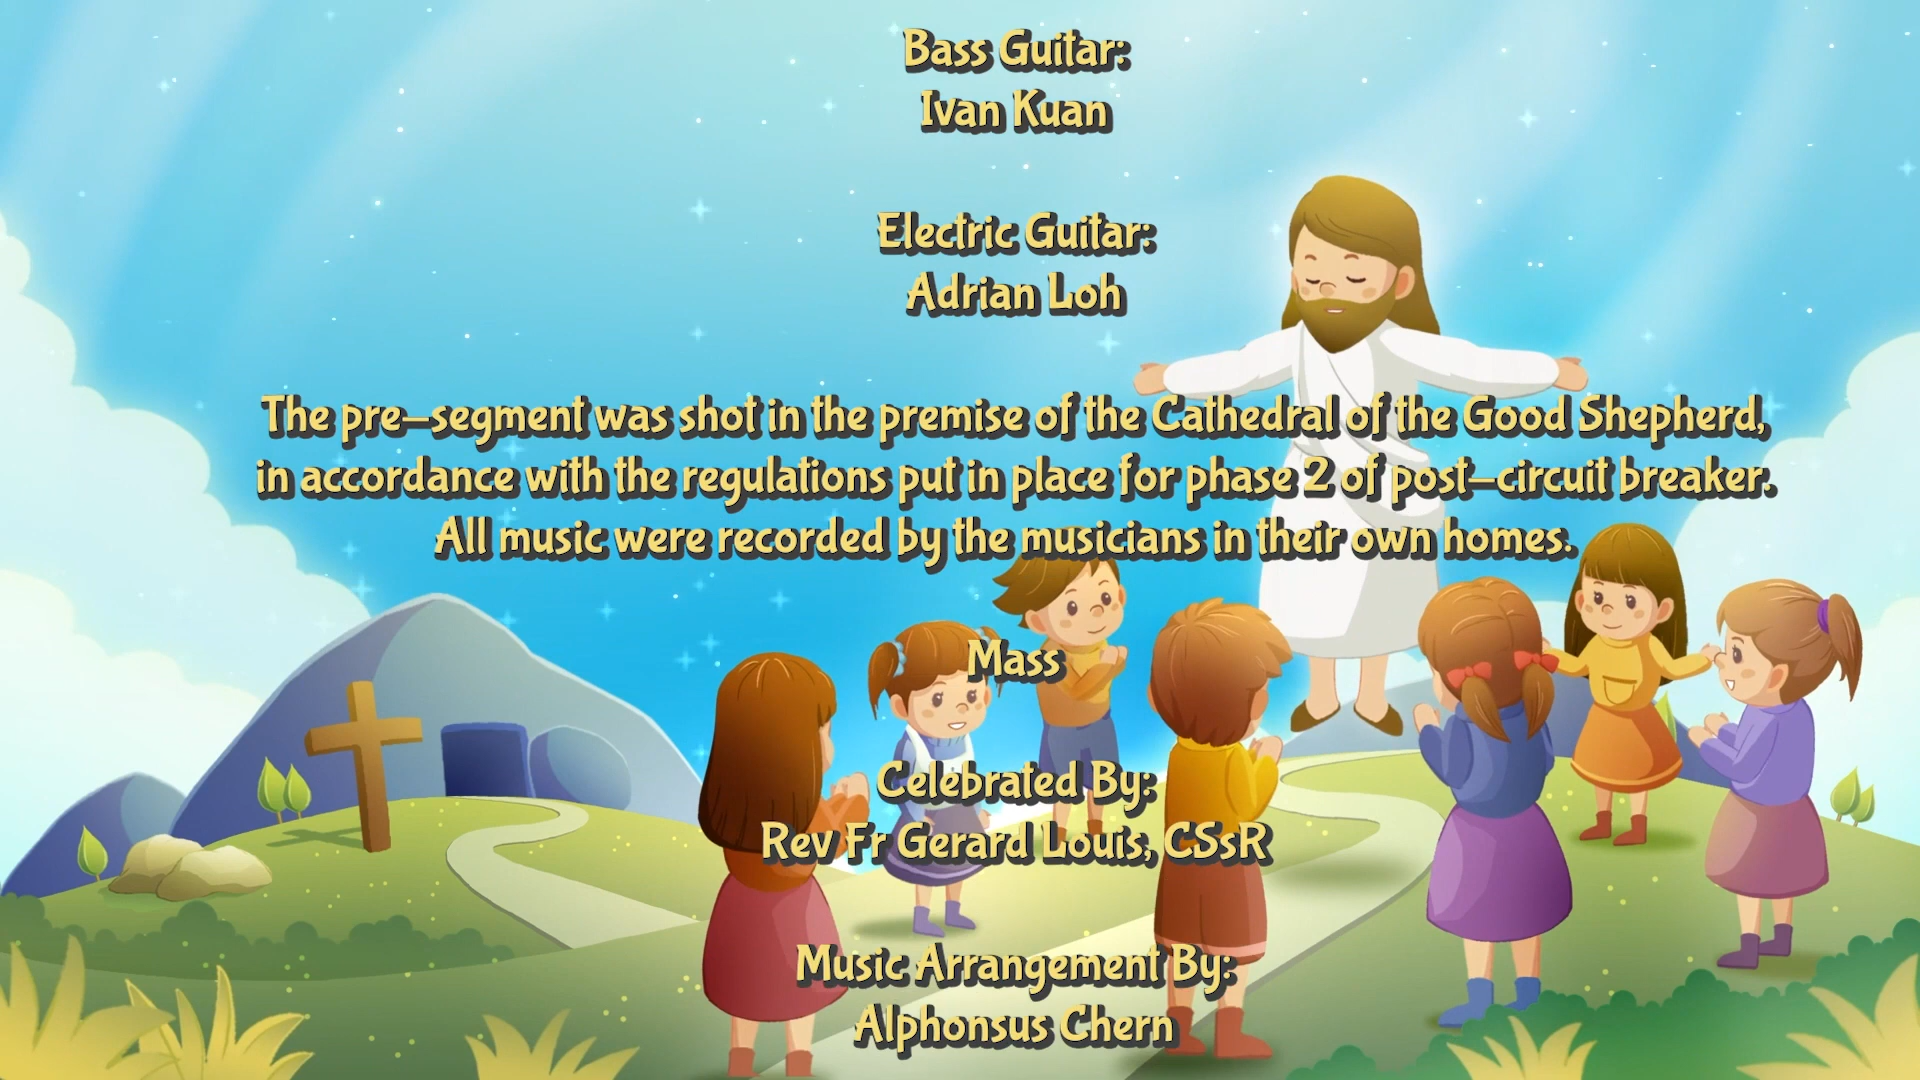 Bass Guitar:
Ivan Kuan
Electric Guitar:
Adrian Loh
The pre-segment was shot in the premise of the Cathedral of the Good Shepherd,
in accordance with the regulations put in place for phase 2 of post-circuit breaker.
All music were recorded by the musicians in their own homes.
Mass
Celebrated By:
Rev Fr Gerard Louis, CSsR
Music Arrangement By:
Alphonsus Chern